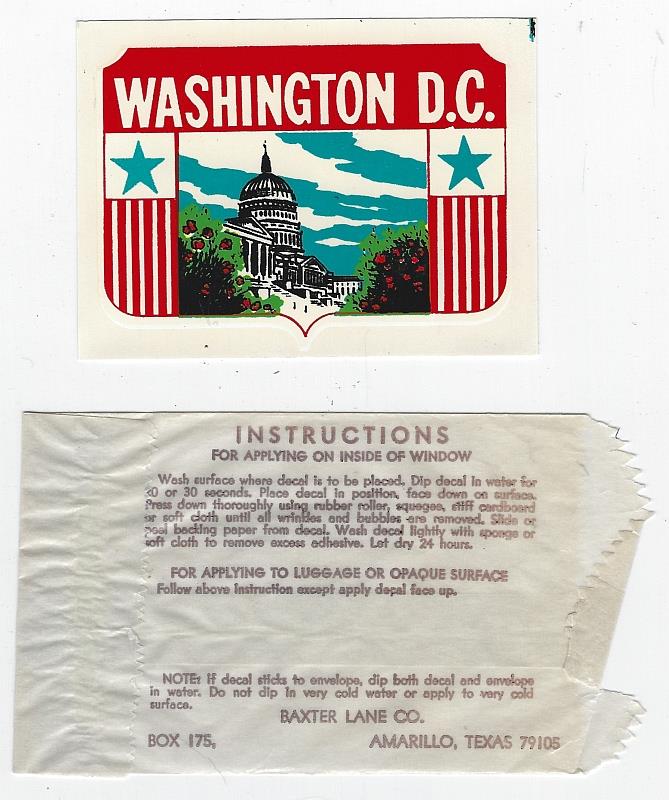 WASHINGTON D.C.
INSTRUCTIONS
FOR APPLYING ON INSIDE OF WINDOW
Wash surface where decal is to be placed. Dip decal in water for
20 or 30 seconds. Place decal in position, face down on surface.
Press down thoroughly using rubber roller, squegee, stiff cardboard
or soft cloth until all wrinkles and bubbles are removed. Slide or
peel backing paper from decal. Wash decal lightly with sponge or
soft cloth to remove excess adhesive. Let dry 24 hours.
FOR APPLYING TO LUGGAGE OR OPAQUE SURFACE
Follow above instruction except apply decal face up.
NOTE: If decal sticks to envelope, dip both decal and envelope
in water. Do not dip in very cold water or apply to very cold
surface.
BAXTER LANE CO.
BOX 175, AMARILLO, TEXAS 79105